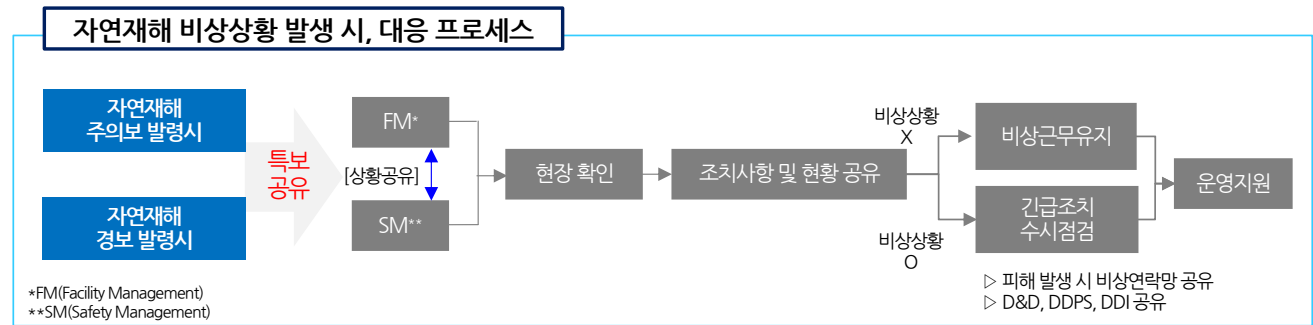 자연재해 비상상황 발생 시, 대응 프로세스
자연재해
주의보 발령시
자연재해
경보 발령시
특보
공유
FM*
[상황공유]
SM**
현장 확인
조치사항 및 현황 공유
비상상황
X
비상상황
O
비상근무유지
긴급조치
수시점검
운영지원
▷ 피해 발생 시 비상연락망 공유
▷ D&D, DDPS, DDI 공유
*FM(Facility Management)
**SM(Safety Management)